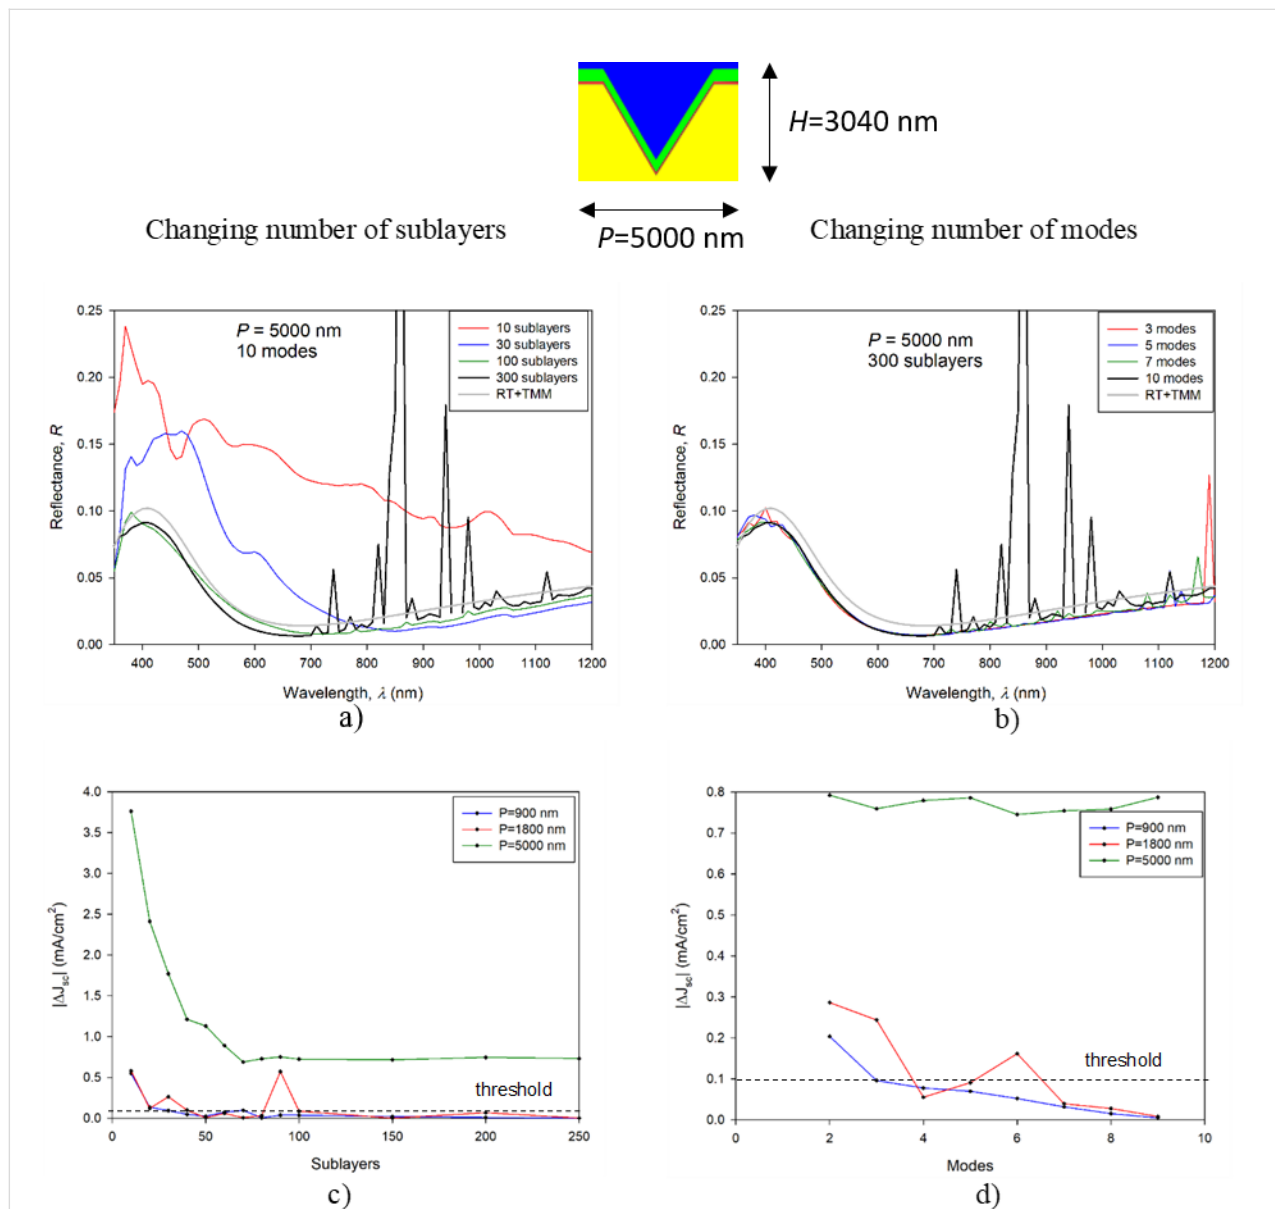 H=3040 nm
P=5000 nm
Changing number of sublayers
Changing number of modes
0.25
0.20
0.15
0.10
0.05
0.00
Reflectance, R
P = 5000 nm
10 modes
10 sublayers
30 sublayers
100 sublayers
300 sublayers
RT+TMM
400 500 600 700 800 900 1000 1100 1200
Wavelength, λ (nm)
a)
0.25
0.20
0.15
0.10
0.05
0.00
Reflectance, R
P = 5000 nm
300 sublayers
3 modes
5 modes
7 modes
10 modes
RT+TMM
400 500 600 700 800 900 1000 1100 1200
Wavelength, λ (nm)
b)
4.0
3.5
3.0
2.5
2.0
1.5
1.0
0.5
0.0
|ΔJsc| (mA/cm²)
P=900 nm
P=1800 nm
P=5000 nm
threshold
0 50 100 150 200 250
Sublayers
c)
0.8
0.7
0.6
0.5
0.4
0.3
0.2
0.1
0.0
|ΔJsc| (mA/cm²)
P=900 nm
P=1800 nm
P=5000 nm
threshold
0 2 4 6 8 10
Modes
d)